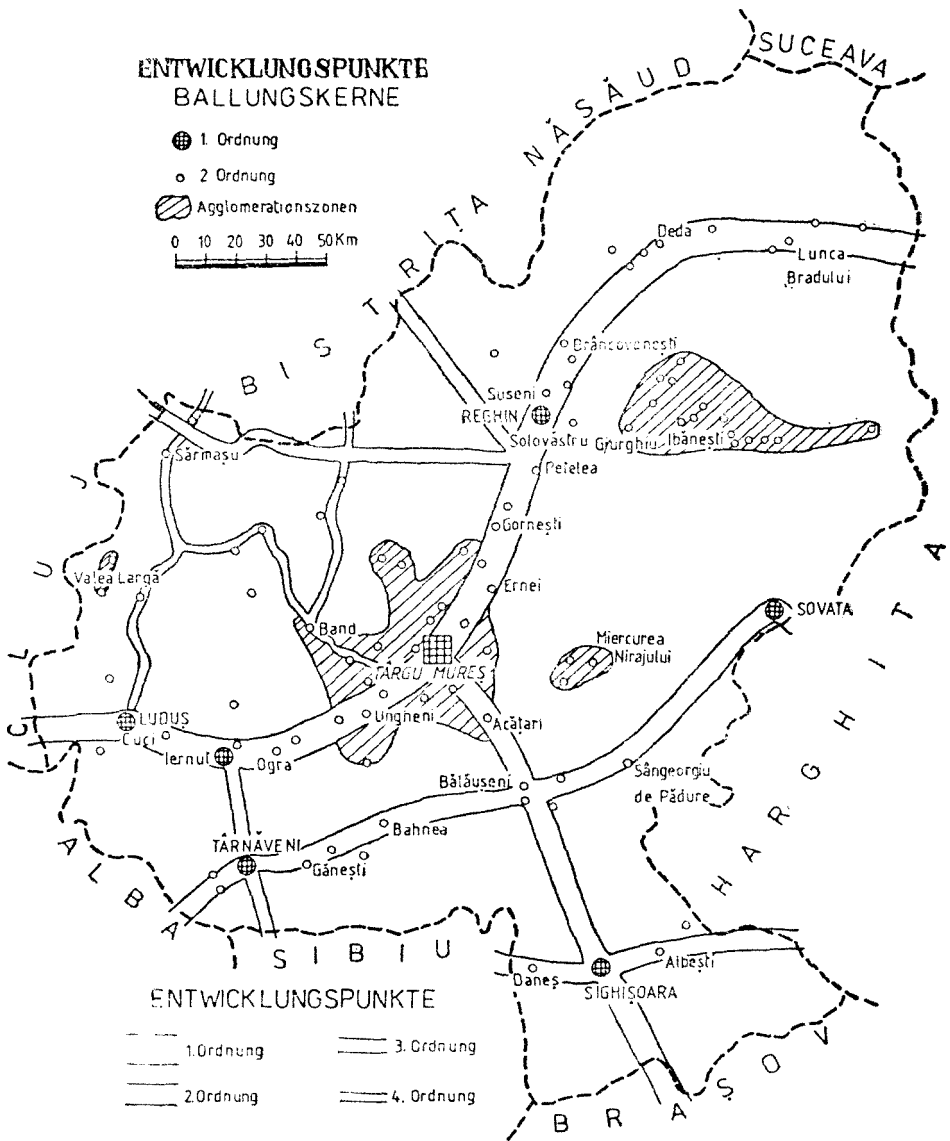 ENTWICKLUNGSPUNKTE
BALLUNGSKERNE
1. Ordnung
2 Ordnung
Agglomerationszonen
0 10 20 30 40 50Km
SUCEAVA
BISTRIȚA NĂSĂUD
Deda
Lunca
Bradului
Brâncovenești
Suseni
REGHIN
Solovăstru
Gurghiu
Ibănești
Petelea
Sărmașu
Gornești
CLUJ
Valea Largă
Ernei
Band
SOVATA
Miercurea
Nirajului
TÂRGU MUREȘ
HARGHITA
LUDUȘ
Cuci
Ungheni
Acățari
Iernut
Ogra
Bălăușeni
Sângeorgiu
de Pădure
Bahnea
TÂRNĂVENI
Gănești
ALBA
SIBIU
Daneș
Albești
SIGHIȘOARA
ENTWICKLUNGSPUNKTE
1.Ordnung
3. Ordnung
2.Ordnung
4. Ordnung
BRAȘOV